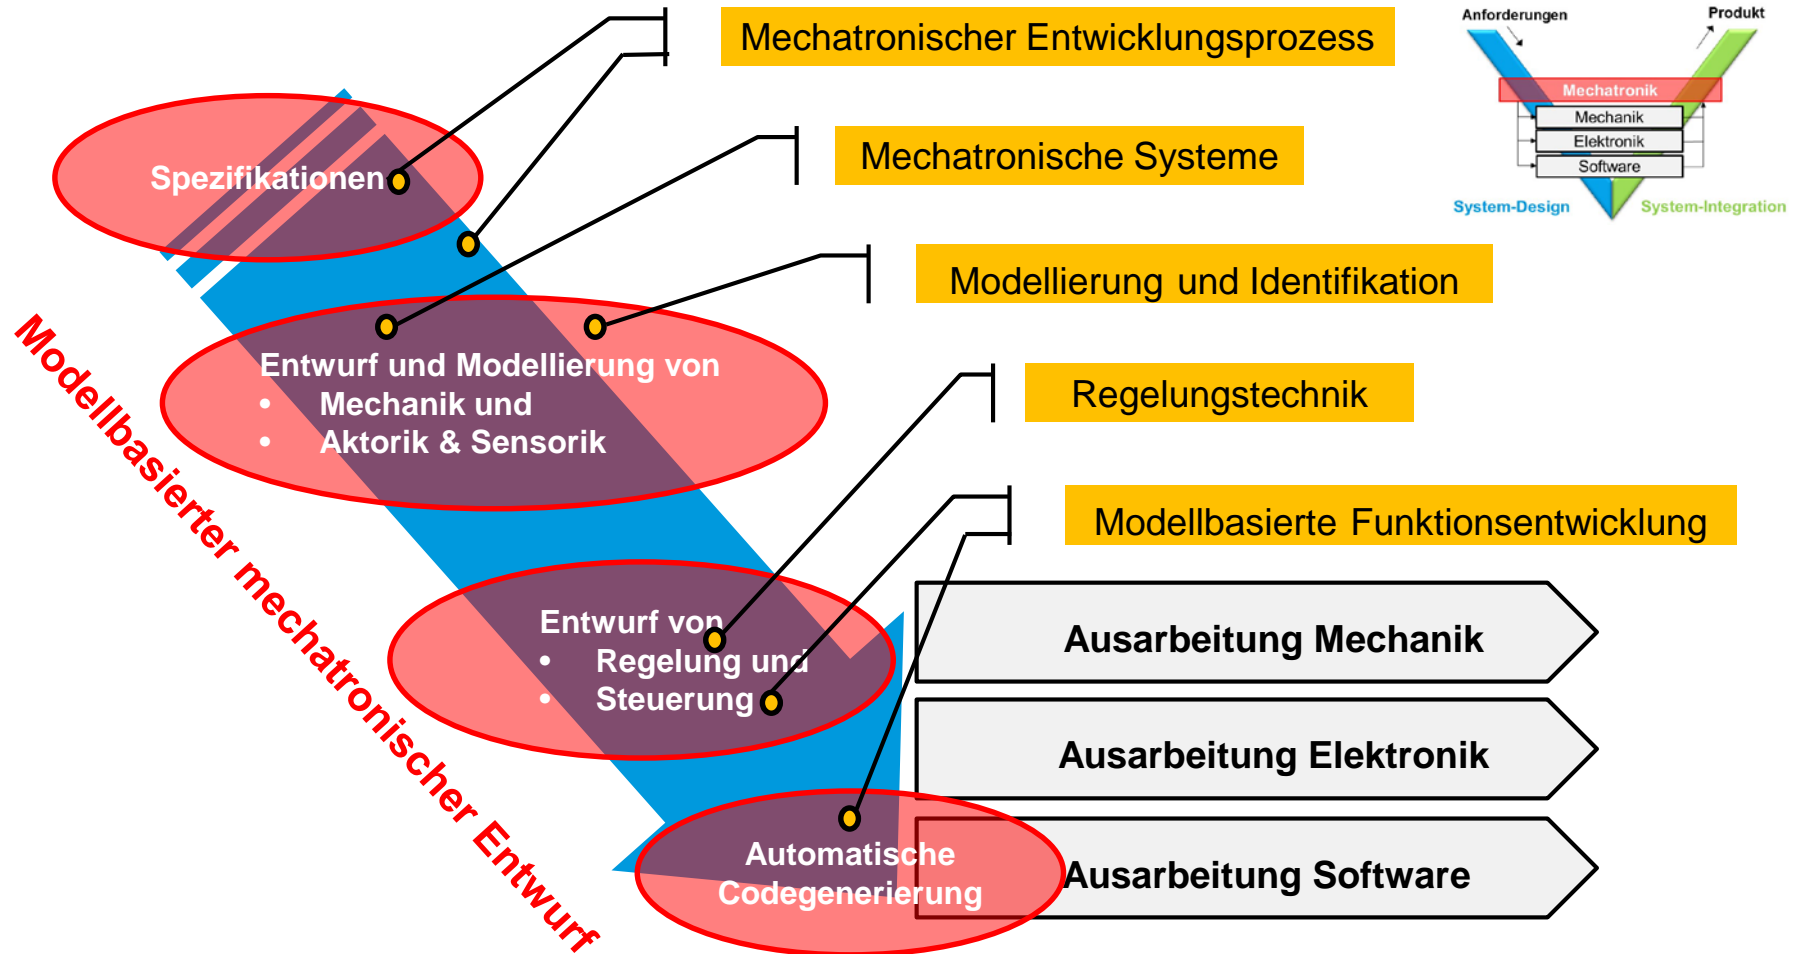 Mechatronischer Entwicklungsprozess
Anforderungen
Produkt
Mechatronik
Mechanik
Elektronik
Software
System-Design
System-Integration
Mechatronische Systeme
Spezifikationen
Modellierung und Identifikation
Entwurf und Modellierung von
• Mechanik und
• Aktorik & Sensorik
Regelungstechnik
Modellbasierte Funktionsentwicklung
Modellbasierter mechatronischer Entwurf
Entwurf von
• Regelung und
• Steuerung
Ausarbeitung Mechanik
Ausarbeitung Elektronik
Automatische
Codegenerierung
Ausarbeitung Software